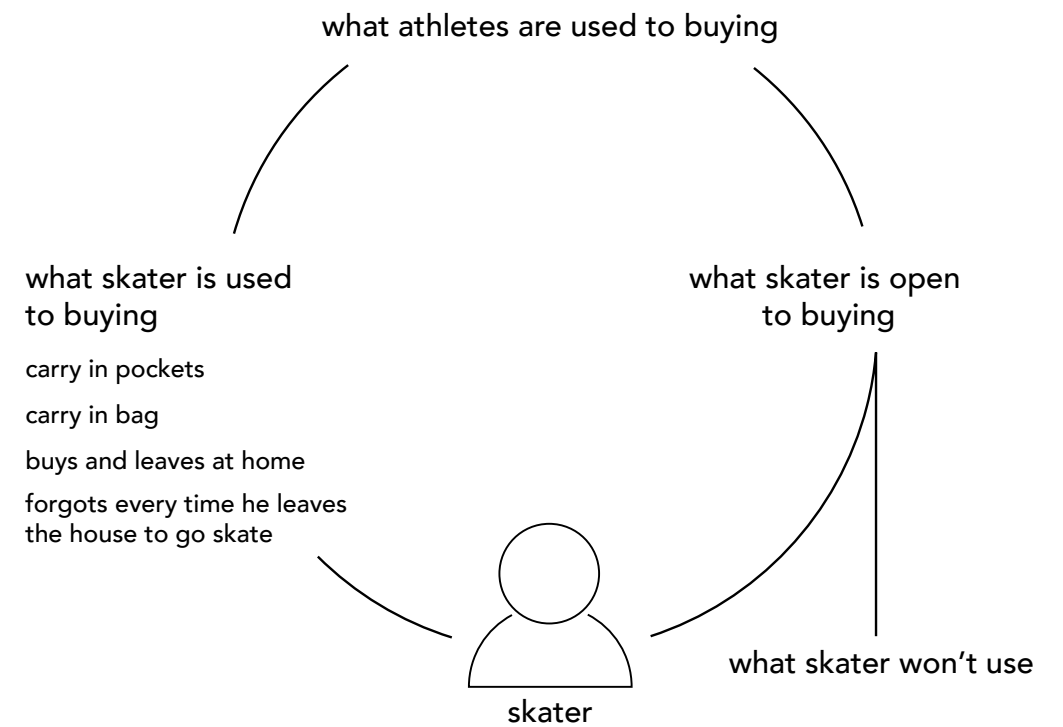 what athletes are used to buying
what skater is used
to buying
carry in pockets
carry in bag
buys and leaves at home
forgots every time he leaves
the house to go skate
what skater is open
to buying
what skater won’t use
skater